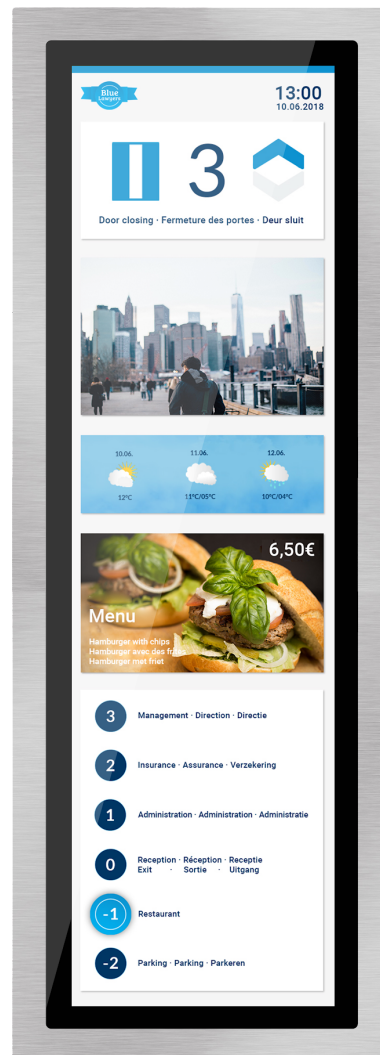 Blue
Lawyers
13:00
10.06.2018
3
Door closing · Fermeture des portes · Deur sluit
10.06.
11.06.
12.06.
12°C
11°C/05°C
10°C/04°C
6,50€
Menu
Hamburger with chips
Hamburger avec des frites
Hamburger met friet
3 Management · Direction · Directie
2 Insurance · Assurance · Verzekering
1 Administration · Administration · Administratie
0 Reception · Réception · Receptie
Exit · Sortie · Uitgang
-1 Restaurant
-2 Parking · Parking · Parkeren